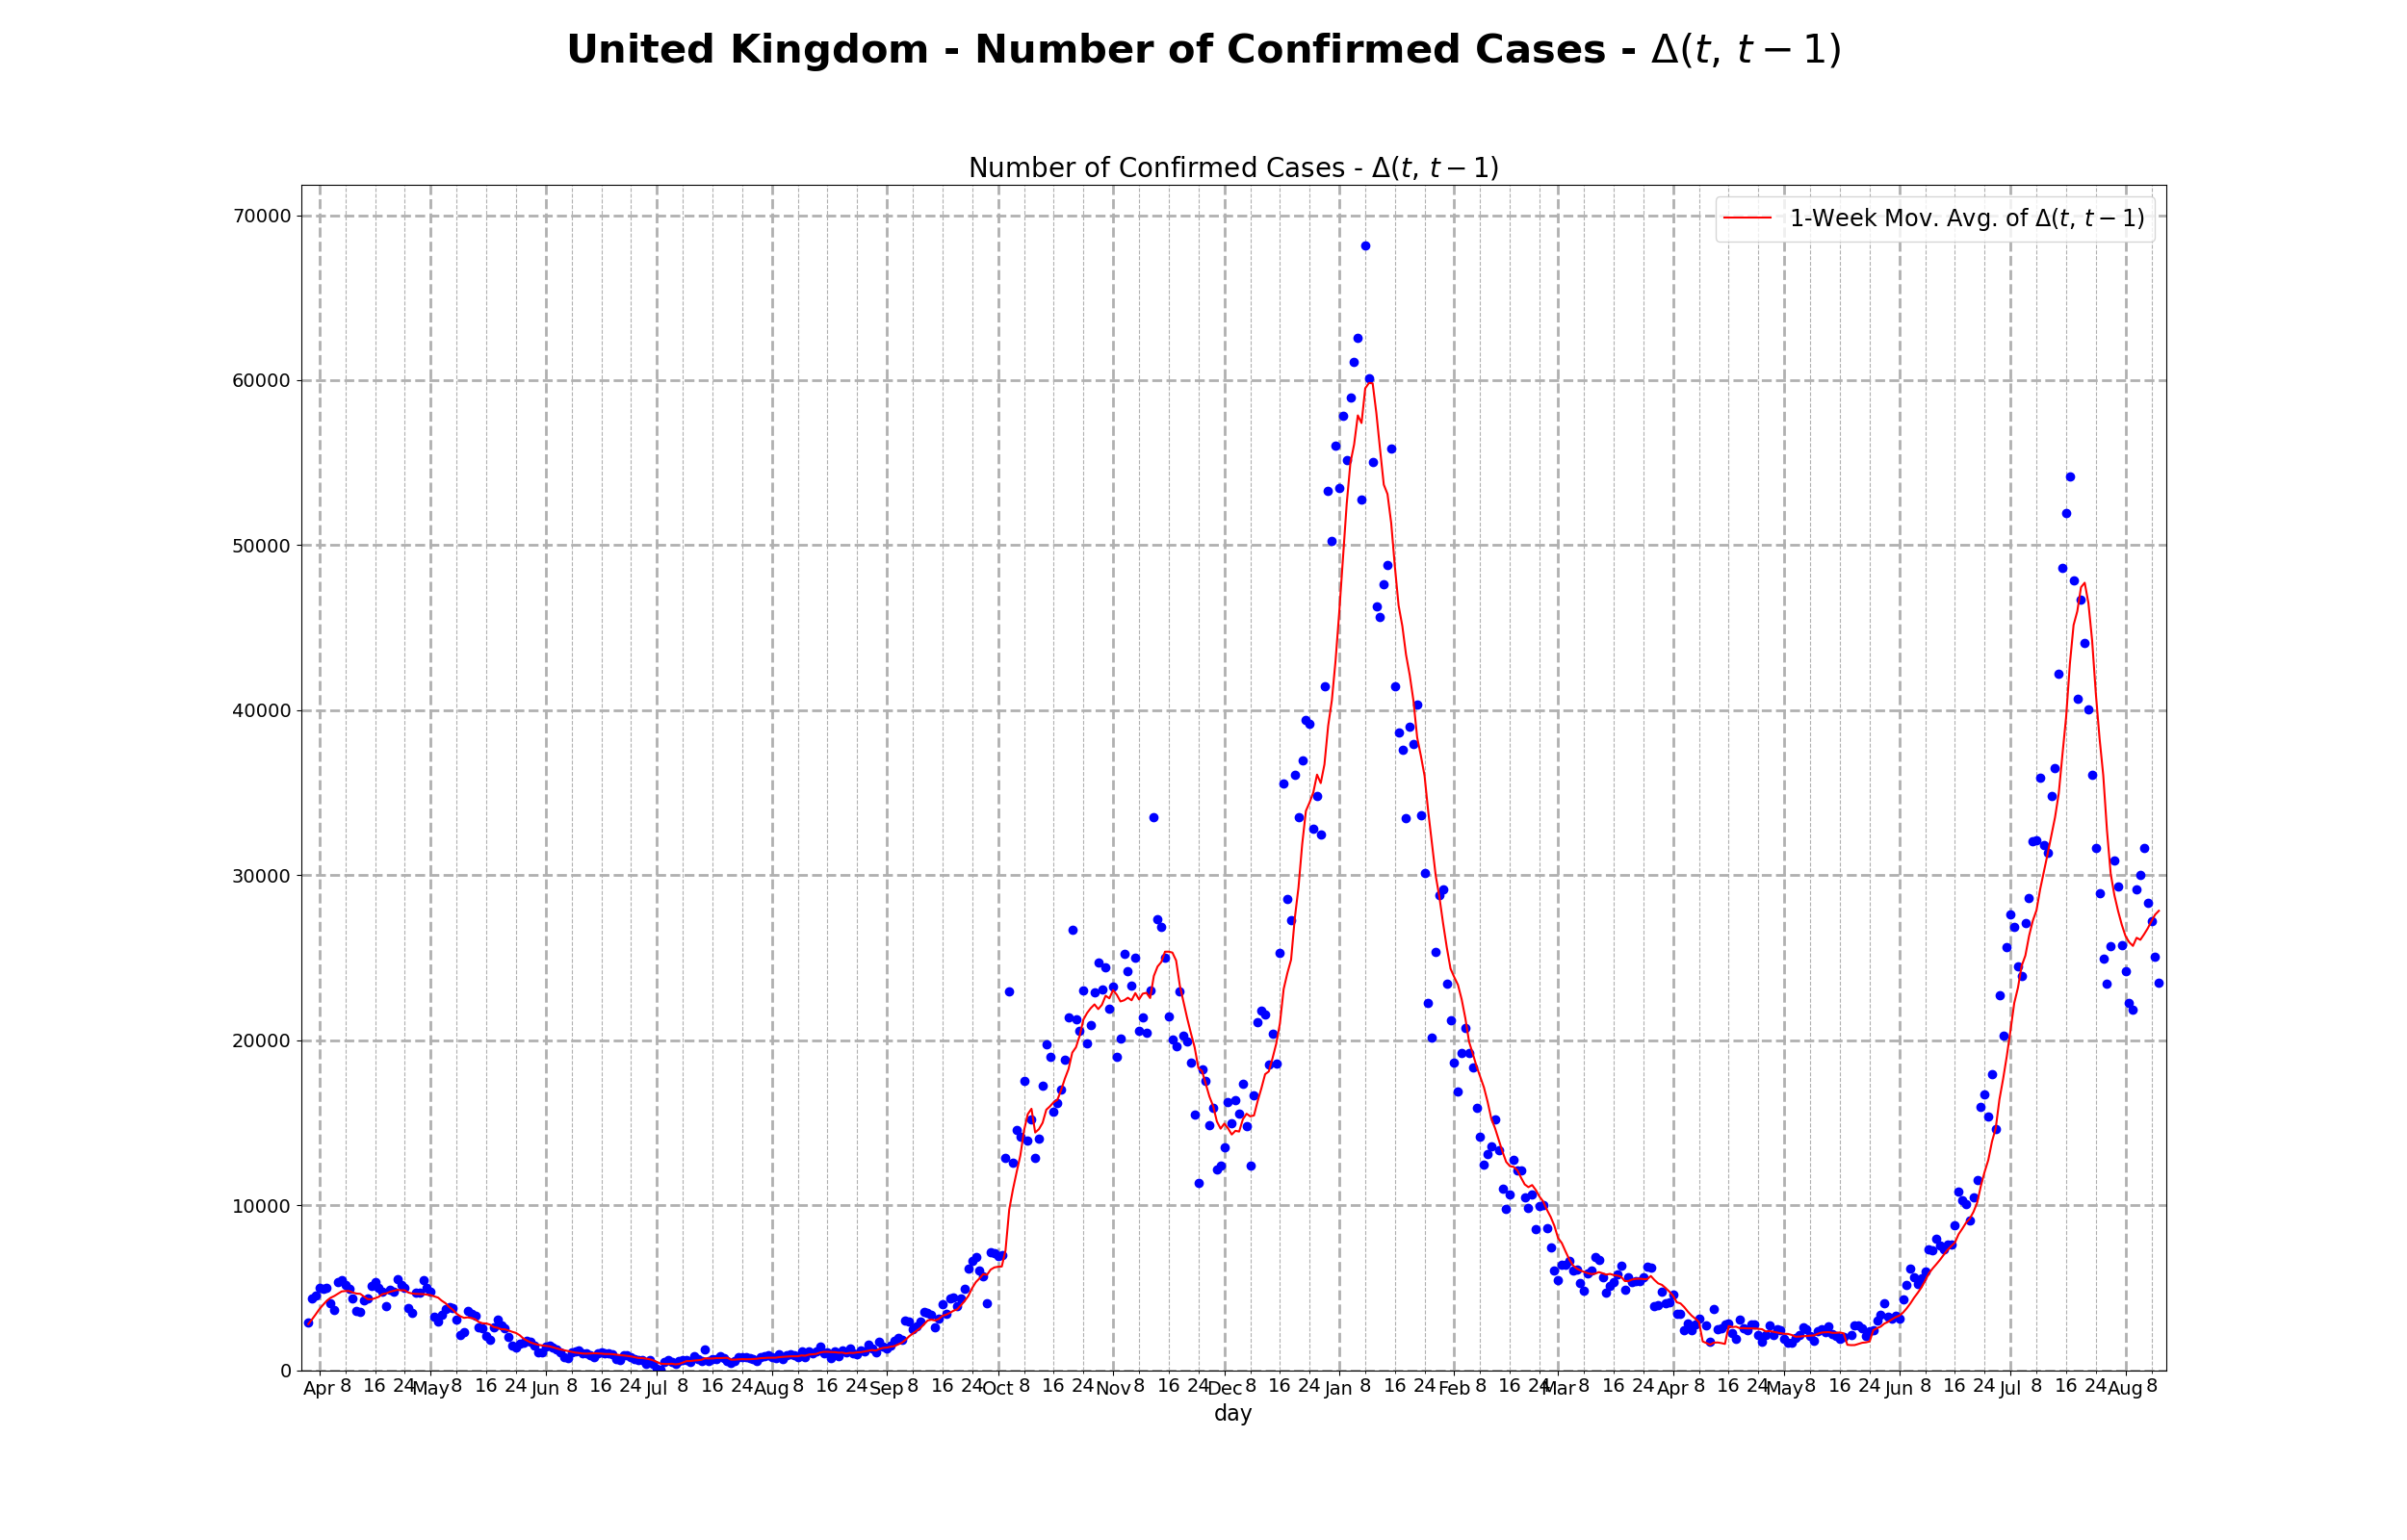 United Kingdom - Number of Confirmed Cases - Δ(t, t − 1)
Number of Confirmed Cases - Δ(t, t − 1)
1-Week Mov. Avg. of Δ(t, t − 1)
70000
60000
50000
40000
30000
20000
10000
0
Apr 8 16 24 May 8 16 24 Jun 8 16 24 Jul 8 16 24 Aug 8 16 24 Sep 8 16 24 Oct 8 16 24 Nov 8 16 24 Dec 8 16 24 Jan 8 16 24 Feb 8 16 24 Mar 8 16 24 Apr 8 16 24 May 8 16 24 Jun 8 16 24 Jul 8 16 24 Aug 8
day